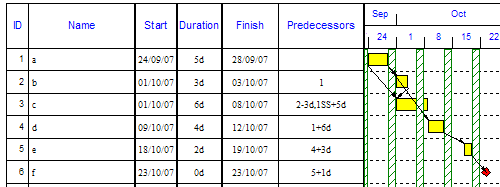 Sep Oct
ID Name Start Duration Finish Predecessors 24 1 8 15 22
1 a 24/09/07 5d 28/09/07
2 b 01/10/07 3d 03/10/07 1
3 c 01/10/07 6d 08/10/07 2-3d,1SS+5d
4 d 09/10/07 4d 12/10/07 1+6d
5 e 18/10/07 2d 19/10/07 4+3d
6 f 23/10/07 0d 23/10/07 5+1d